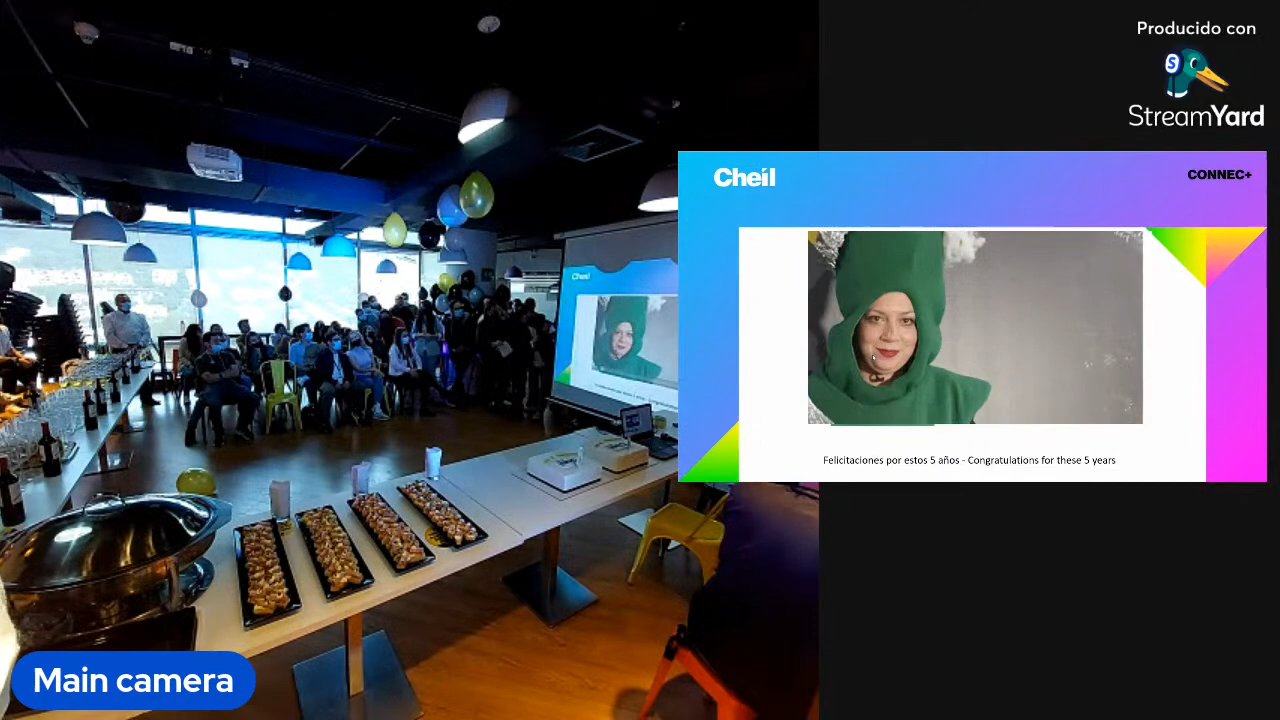 Producido con
S
StreamYard
Cheil
CONNEC+
Cheil
Felicitaciones por estos 5 años - Congratulations for these 5 years
Main camera